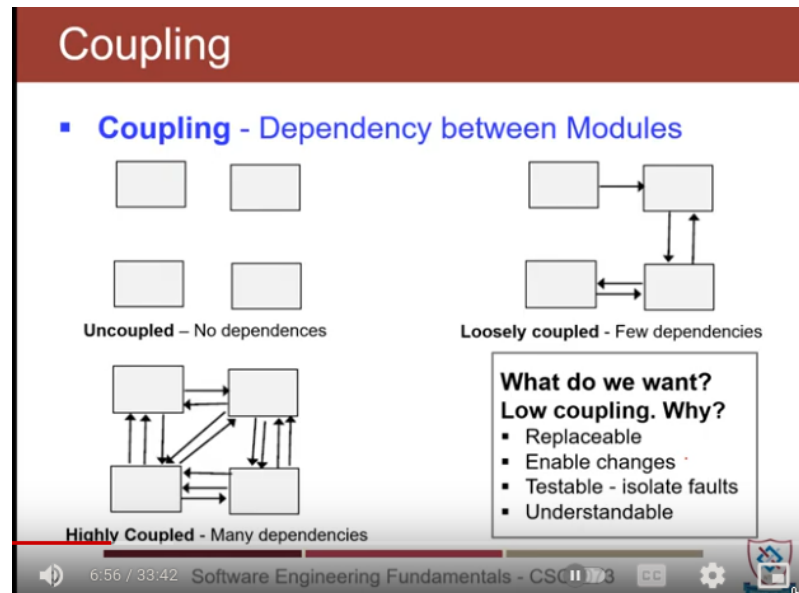 Coupling
▪ Coupling - Dependency between Modules
Uncoupled – No dependences
Loosely coupled - Few dependencies
Highly Coupled - Many dependencies
What do we want?
Low coupling. Why?
▪ Replaceable
▪ Enable changes
▪ Testable - isolate faults
▪ Understandable
6:56 / 33:42
Software Engineering Fundamentals -
CC